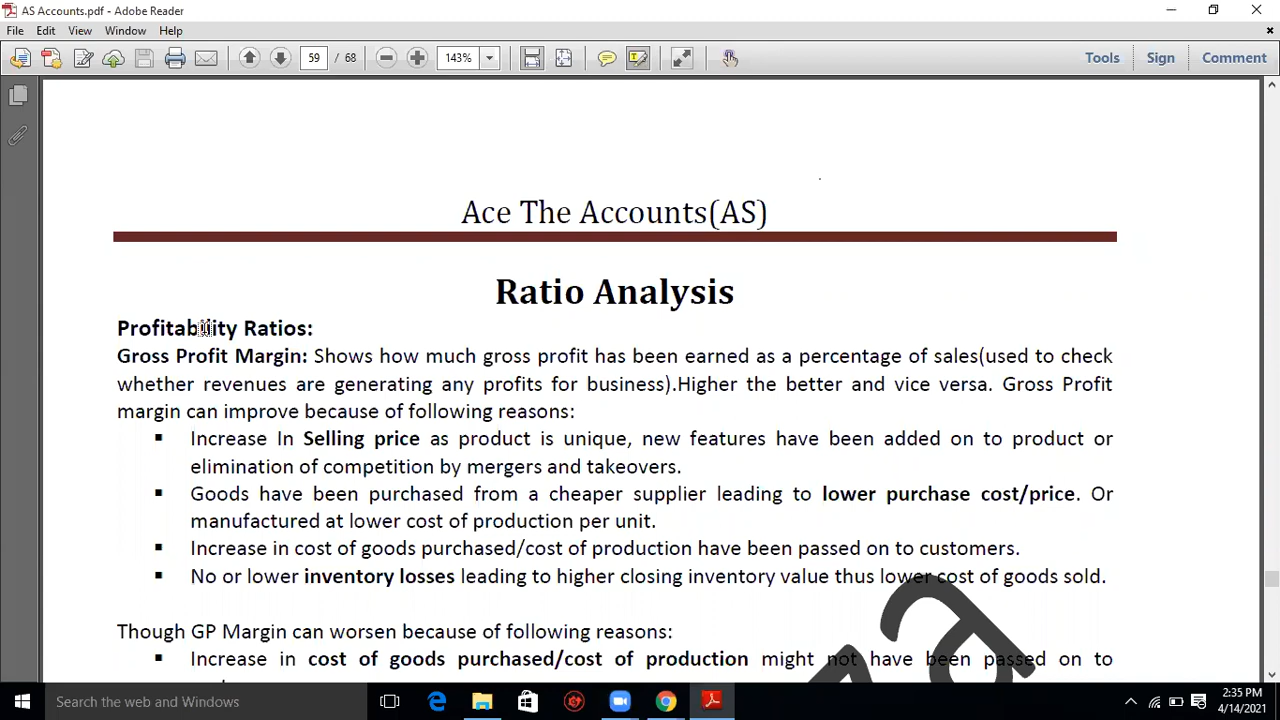 AS Accounts.pdf - Adobe Reader
File Edit View Window Help
59 / 68 143% Tools Sign Comment
Ace The Accounts(AS)
Ratio Analysis
Profitability Ratios:
Gross Profit Margin: Shows how much gross profit has been earned as a percentage of sales(used to check
whether revenues are generating any profits for business).Higher the better and vice versa. Gross Profit
margin can improve because of following reasons:
▪ Increase In Selling price as product is unique, new features have been added on to product or
elimination of competition by mergers and takeovers.
▪ Goods have been purchased from a cheaper supplier leading to lower purchase cost/price. Or
manufactured at lower cost of production per unit.
▪ Increase in cost of goods purchased/cost of production have been passed on to customers.
▪ No or lower inventory losses leading to higher closing inventory value thus lower cost of goods sold.
Though GP Margin can worsen because of following reasons:
▪ Increase in cost of goods purchased/cost of production might not have been passed on to
Search the web and Windows
2:35 PM
4/14/2021